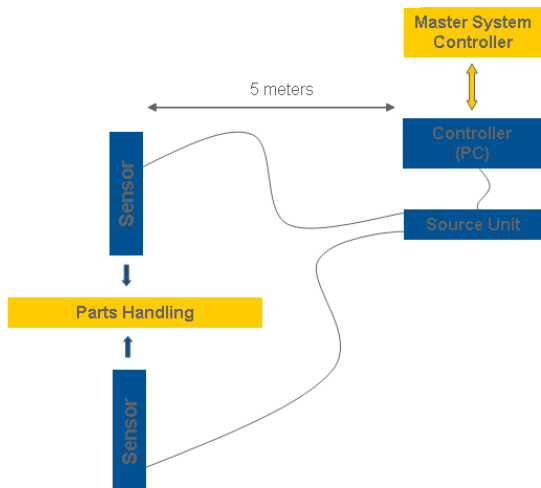 Master System
Controller
5 meters
Controller
(PC)
Sensor
Source Unit
Parts Handling
Sensor